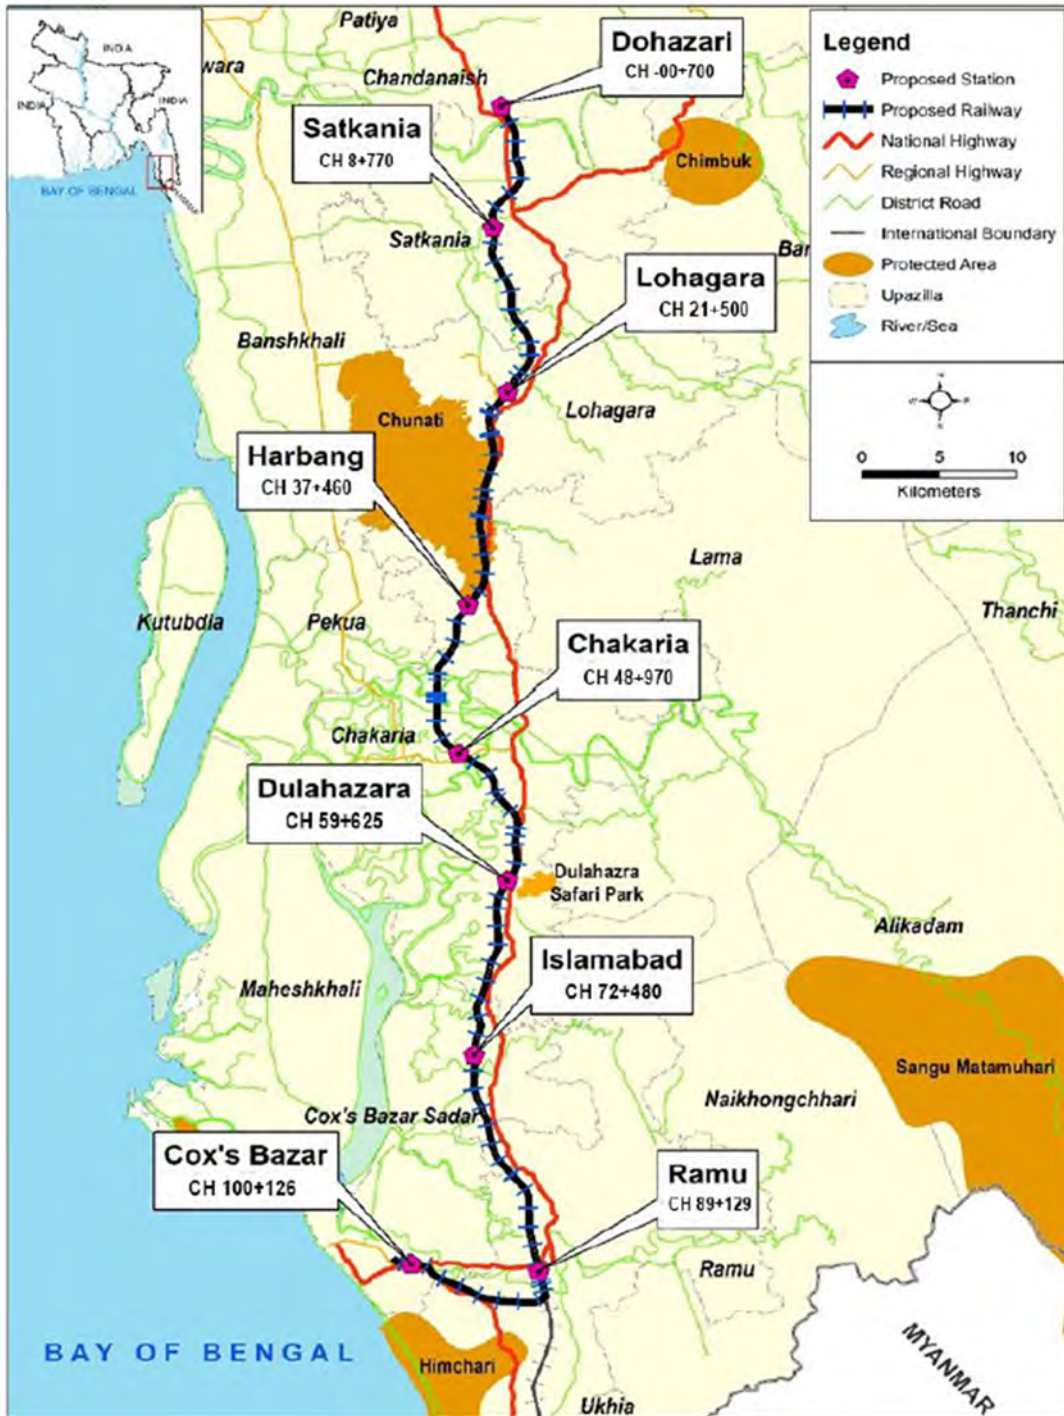 INDIA
INDIA
INDIA
BAY OF BENGAL
Patiya
wara
Chandanaish
Dohazari
CH -00+700
Satkania
CH 8+770
Chimbuk
Satkania
Lohagara
CH 21+500
Banshkhali
Chunati
Lohagara
Harbang
CH 37+460
Lama
Thanchi
Kutubdia
Pekua
Chakaria
CH 48+970
Chakaria
Dulahazara
CH 59+625
Dulahazra
Safari Park
Alikadam
Islamabad
CH 72+480
Maheshkhali
Sangu Matamuhari
Naikhongchhari
Cox's Bazar Sadar
Cox's Bazar
CH 100+126
Ramu
CH 89+129
Ramu
BAY OF BENGAL
Himchari
MYANMAR
Ukhia
Legend
Proposed Station
Proposed Railway
National Highway
Regional Highway
District Road
International Boundary
Protected Area
Upazilla
River/Sea
Bar
N
W
E
S
0 5 10
Kilometers